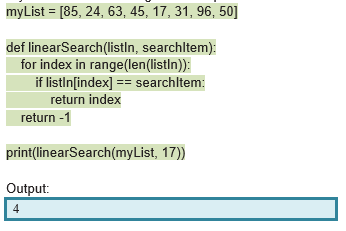 myList = [85, 24, 63, 45, 17, 31, 96, 50]
def linearSearch(listIn, searchItem):
    for index in range(len(listIn)):
        if listIn[index] == searchItem:
            return index
    return -1
print(linearSearch(myList, 17))
Output:
4